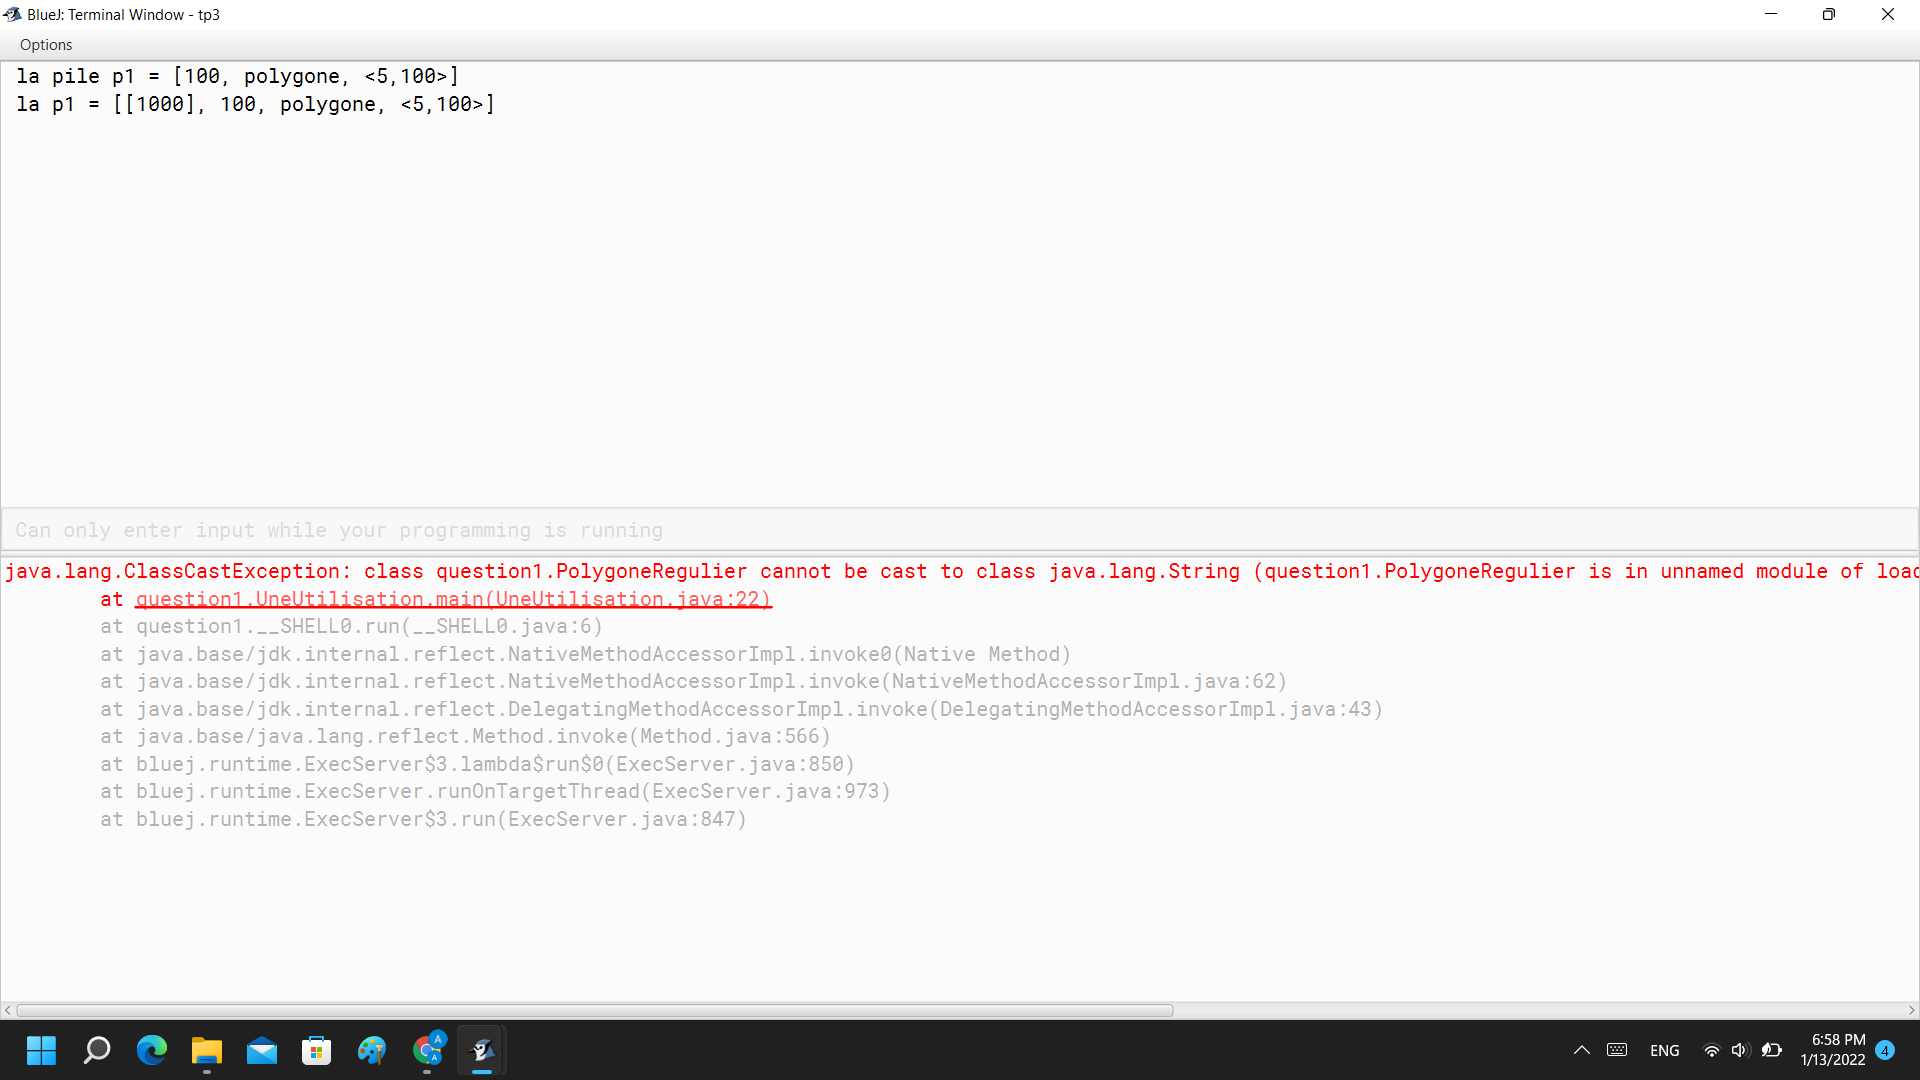 BlueJ: Terminal Window - tp3
Options
la pile p1 = [100, polygone, <5,100>]
la p1 = [[1000], 100, polygone, <5,100>]
Can only enter input while your programming is running
java.lang.ClassCastException: class question1.PolygoneRegulier cannot be cast to class java.lang.String (question1.PolygoneRegulier is in unnamed module of loa
at question1.UneUtilisation.main(UneUtilisation.java:22)
at question1.__SHELL0.run(__SHELL0.java:6)
at java.base/jdk.internal.reflect.NativeMethodAccessorImpl.invoke0(Native Method)
at java.base/jdk.internal.reflect.NativeMethodAccessorImpl.invoke(NativeMethodAccessorImpl.java:62)
at java.base/jdk.internal.reflect.DelegatingMethodAccessorImpl.invoke(DelegatingMethodAccessorImpl.java:43)
at java.base/java.lang.reflect.Method.invoke(Method.java:566)
at bluej.runtime.ExecServer$3.lambda$run$0(ExecServer.java:850)
at bluej.runtime.ExecServer.runOnTargetThread(ExecServer.java:973)
at bluej.runtime.ExecServer$3.run(ExecServer.java:847)
A
A
ENG
6:58 PM
1/13/2022
4